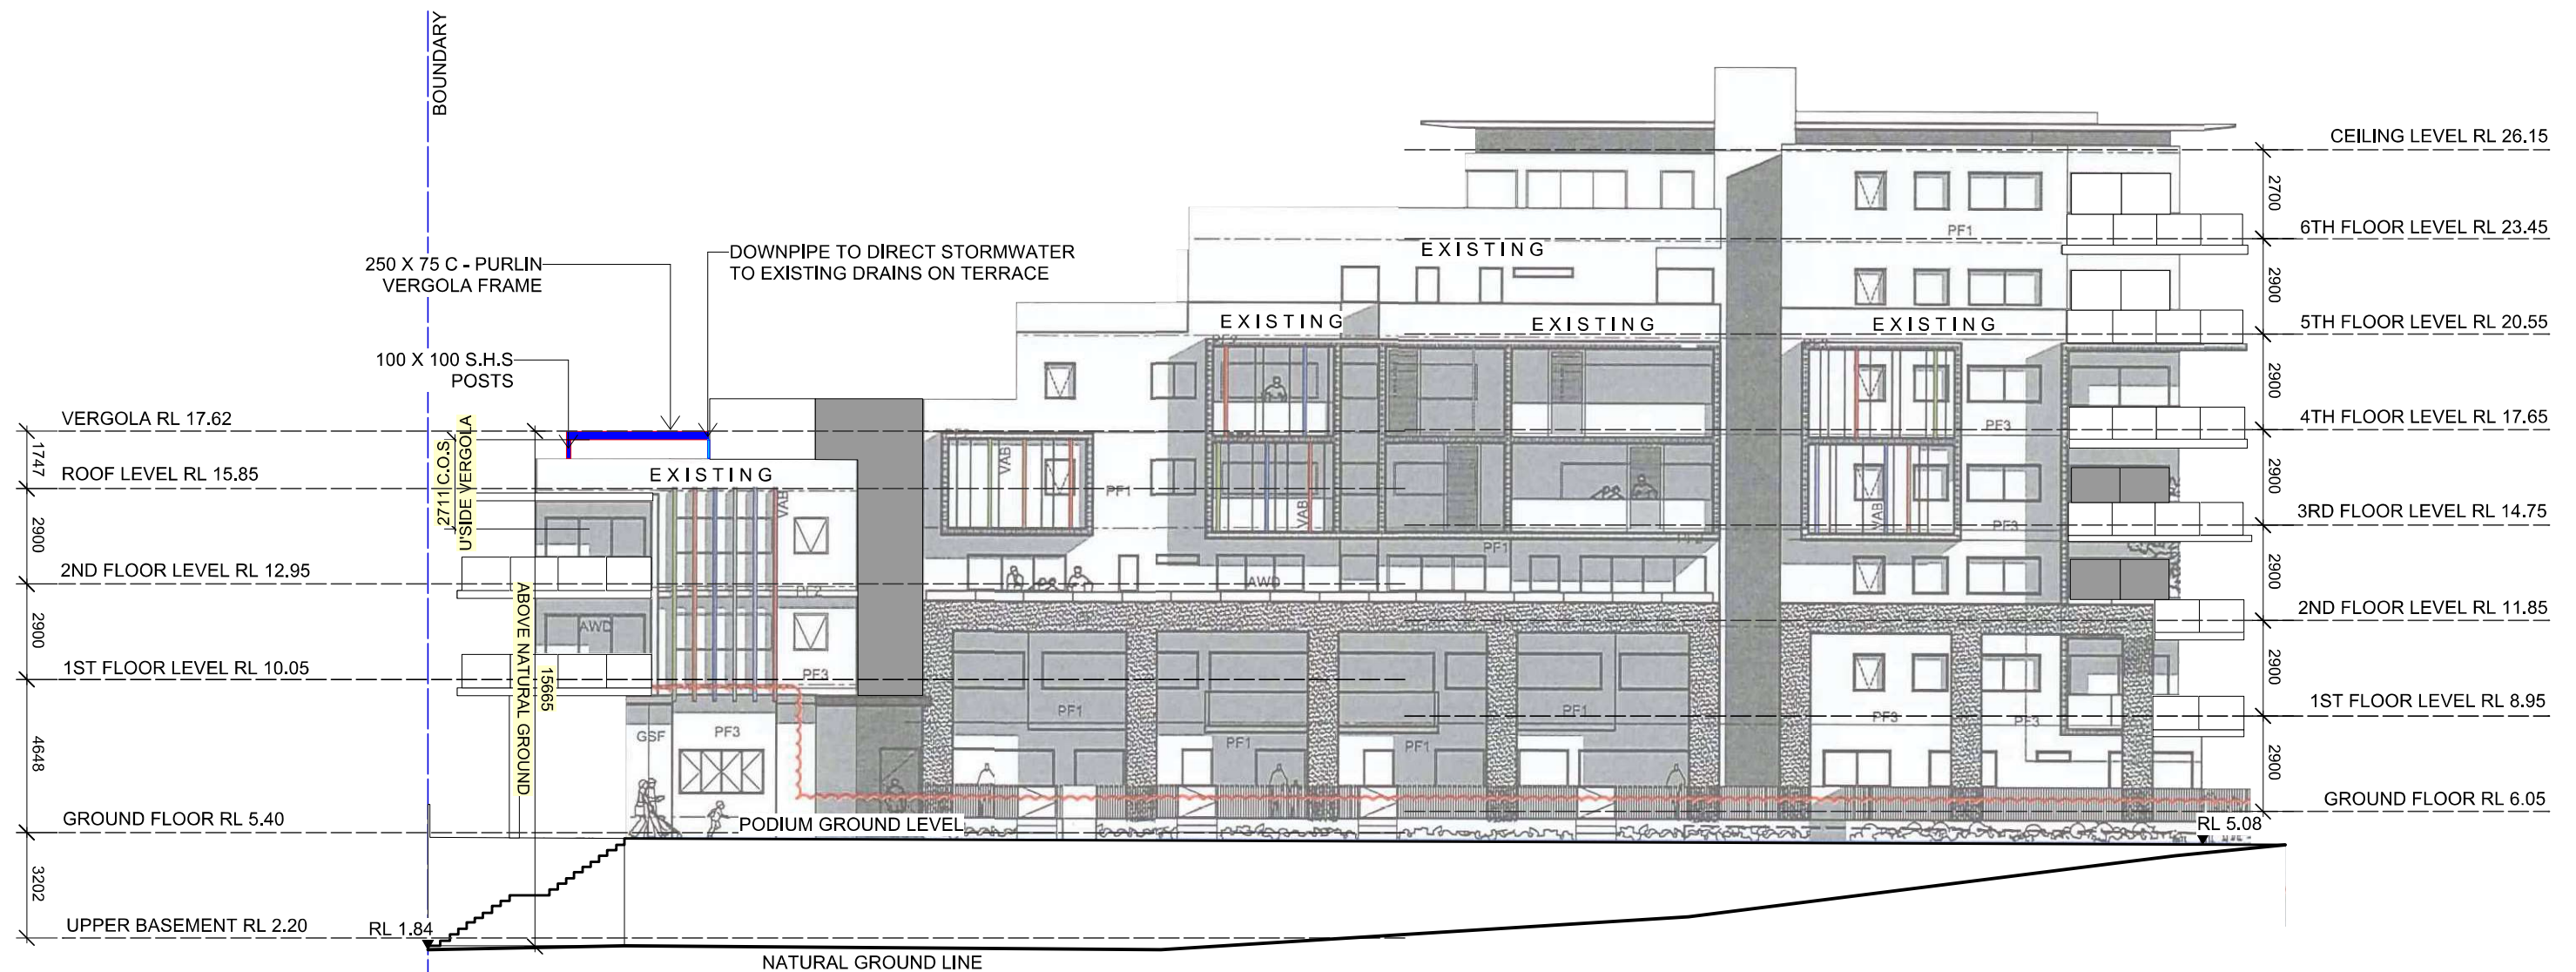 BOUNDARY
250 X 75 C - PURLIN
VERGOLA FRAME
DOWNPIPE TO DIRECT STORMWATER
TO EXISTING DRAINS ON TERRACE
100 X 100 S.H.S
POSTS
VERGOLA RL 17.62
ROOF LEVEL RL 15.85
2ND FLOOR LEVEL RL 12.95
1ST FLOOR LEVEL RL 10.05
GROUND FLOOR RL 5.40
UPPER BASEMENT RL 2.20
1747
2900
2900
4648
3202
2711 C.O.S.
U'SIDE VERGOLA
15665
ABOVE NATURAL GROUND
RL 1.84
EXISTING
EXISTING
EXISTING
EXISTING
EXISTING
VAB
AWD
PF2
PF3
GSF
PF3
VAB
PF1
VAB
PF1
AWD
PF1
PF1
PF1
PF1
PF1
PF3
PF3
VAB
PF3
PF3
PODIUM GROUND LEVEL
NATURAL GROUND LINE
RL 5.08
CEILING LEVEL RL 26.15
6TH FLOOR LEVEL RL 23.45
5TH FLOOR LEVEL RL 20.55
4TH FLOOR LEVEL RL 17.65
3RD FLOOR LEVEL RL 14.75
2ND FLOOR LEVEL RL 11.85
1ST FLOOR LEVEL RL 8.95
GROUND FLOOR RL 6.05
2700
2900
2900
2900
2900
2900
2900